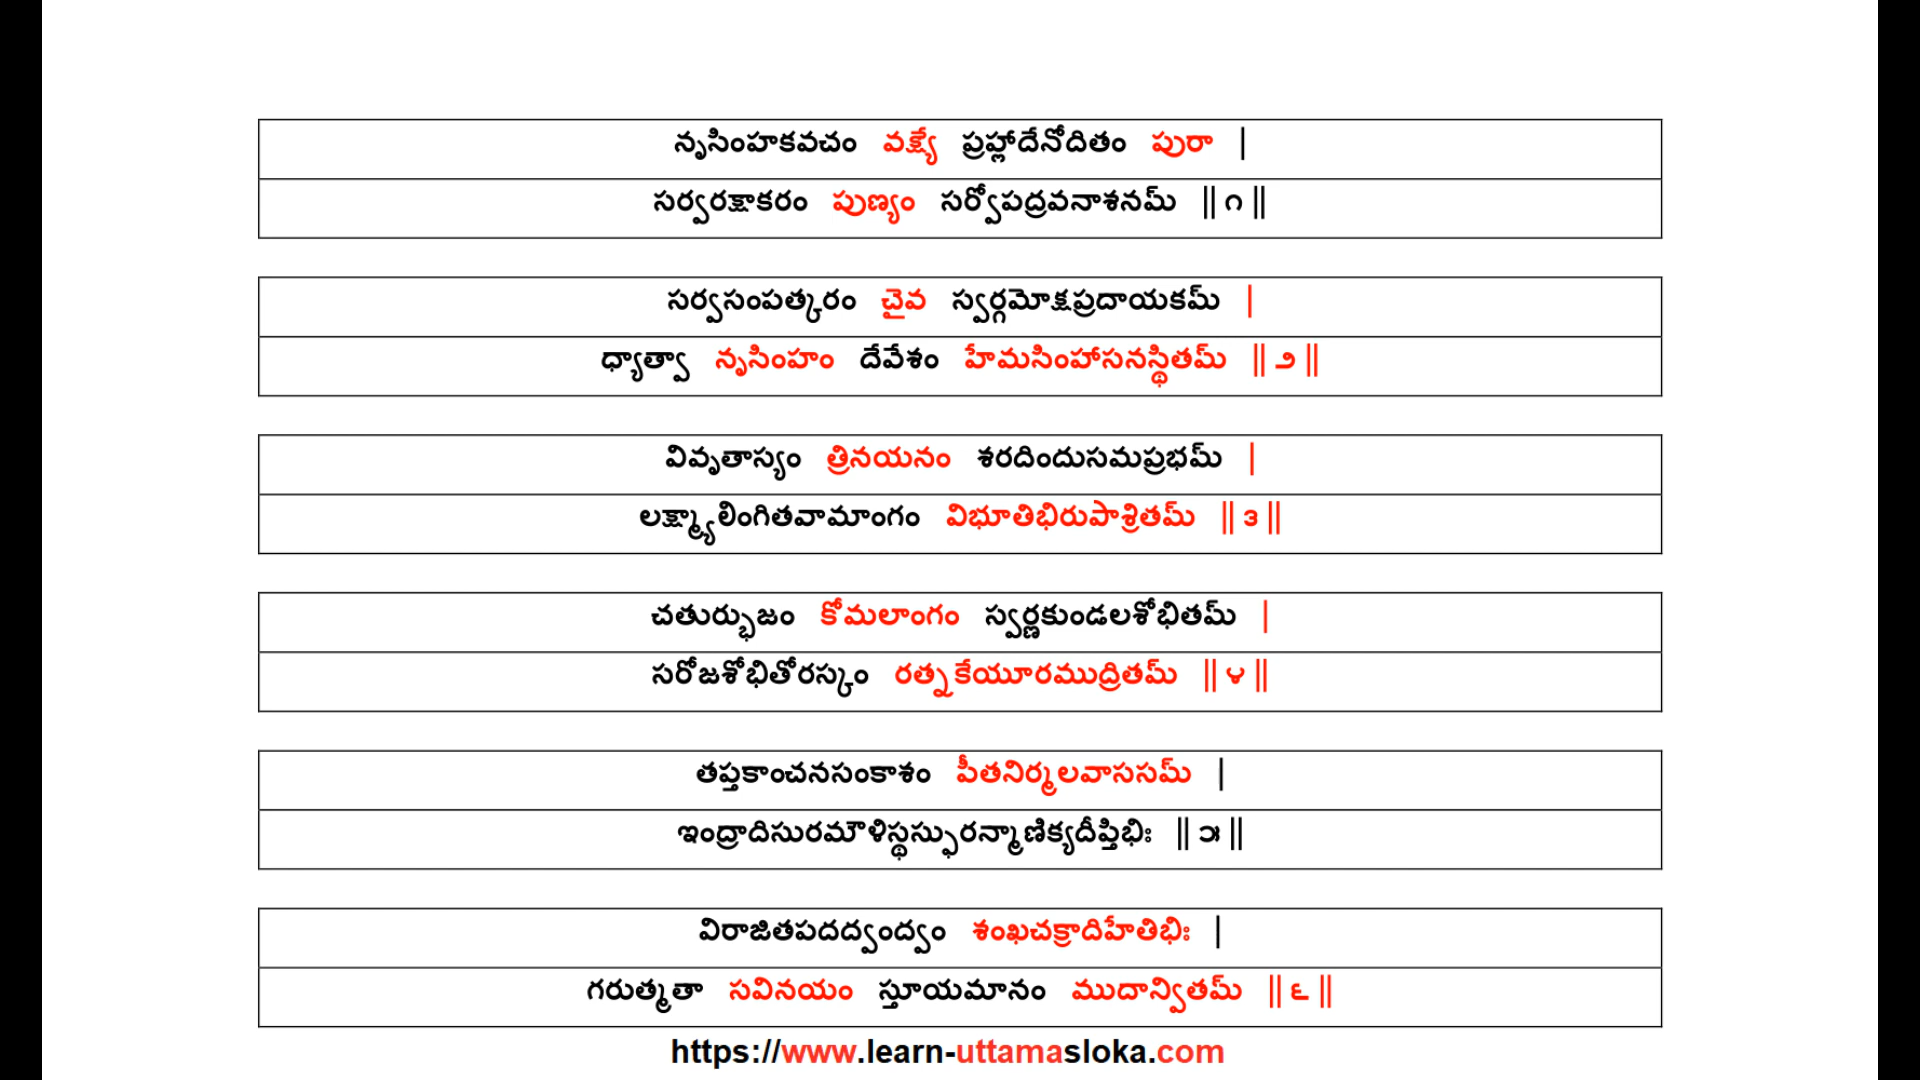 నృసింహకవచం వక్ష్యే ప్రహ్లాదేనోదితం పురా |
సర్వరక్షాకరం పుణ్యం సర్వోపద్రవనాశనమ్ || ౧ ||
సర్వసంపత్కరం చైవ స్వర్గమోక్షప్రదాయకమ్ |
ధ్యాత్వా నృసింహం దేవేశం హేమసింహాసనస్థితమ్ || ౨ ||
వివృతాస్యం త్రినయనం శరదిందుసమప్రభమ్ |
లక్ష్మ్యాలింగితవామాంగం విభూతిభిరుపాశ్రితమ్ || ౩ ||
చతుర్భుజం కోమలాంగం స్వర్ణకుండలశోభితమ్ |
సరోజశోభితోరస్కం రత్నకేయూరముద్రితమ్ || ౪ ||
తప్తకాంచనసంకాశం పీతనిర్మలవాససమ్ |
ఇంద్రాదిసురమౌళిస్థస్ఫురన్మాణిక్యదీప్తిభిః || ౫ ||
విరాజితపదద్వంద్వం శంఖచక్రాదిహేతిభిః |
గరుత్మతా సవినయం స్తూయమానం ముదాన్వితమ్ || ౬ ||
https://www.learn-uttamasloka.com